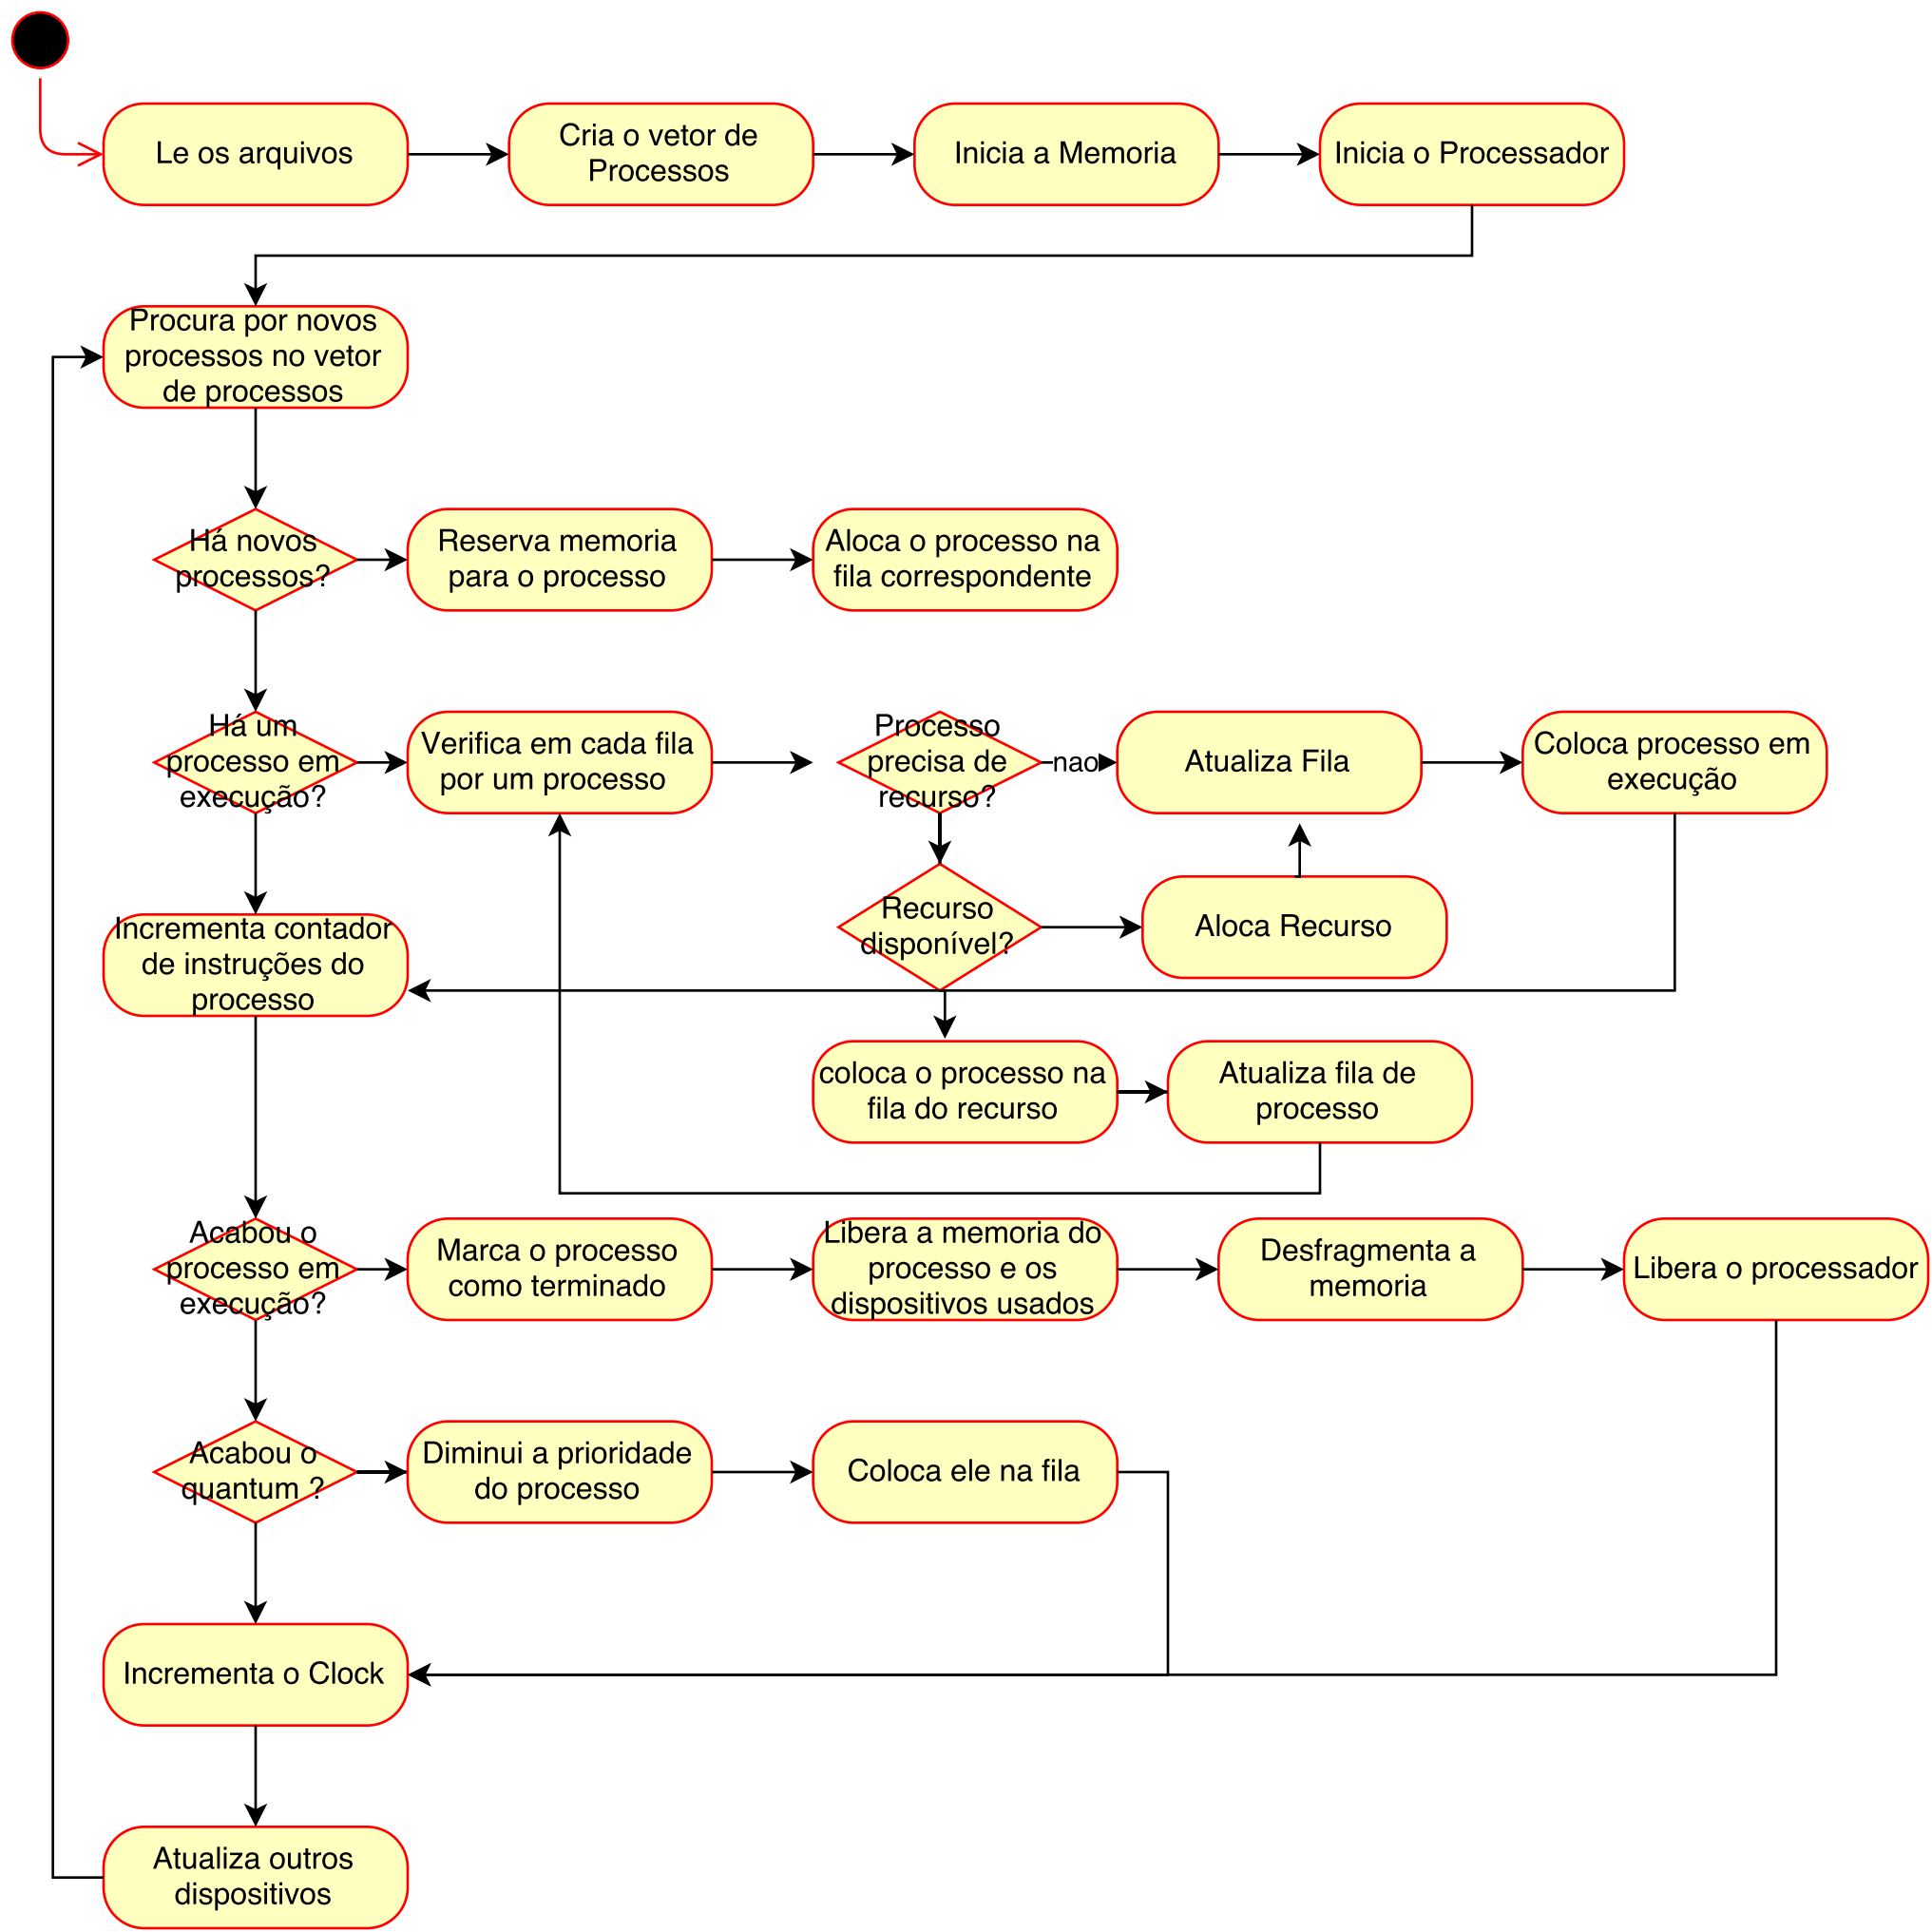 Le os arquivos
Cria o vetor de
Processos
Inicia a Memoria
Inicia o Processador
Procura por novos
processos no vetor
de processos
Há novos
processos?
Reserva memoria
para o processo
Aloca o processo na
fila correspondente
Há um
processo em
execução?
Verifica em cada fila
por um processo
Processo
precisa de
recurso?
nao
Atualiza Fila
Coloca processo em
execução
Recurso
disponível?
Aloca Recurso
Incrementa contador
de instruções do
processo
coloca o processo na
fila do recurso
Atualiza fila de
processo
Acabou o
processo em
execução?
Marca o processo
como terminado
Libera a memoria do
processo e os
dispositivos usados
Desfragmenta a
memoria
Libera o processador
Acabou o
quantum ?
Diminui a prioridade
do processo
Coloca ele na fila
Incrementa o Clock
Atualiza outros
dispositivos